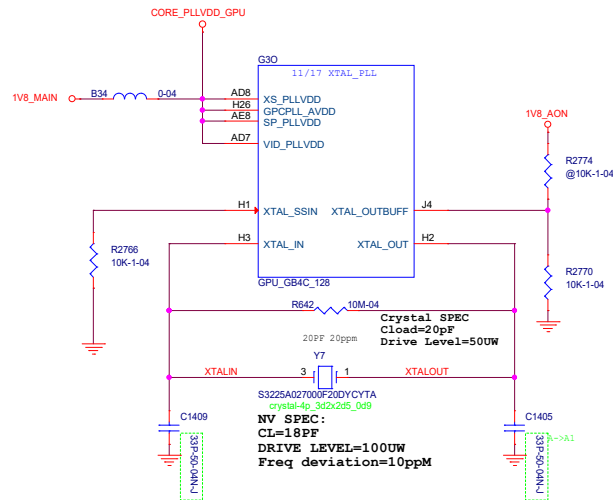 CORE_PLLVDD_GPU
G3O
11/17 XTAL_PLL
1V8_MAIN
B34
0-04
AD8
XS_PLLVDD
H26
GPCPLL_AVDD
AE8
SP_PLLVDD
AD7
VID_PLLVDD
1V8_AON
R2774
@10K-1-04
H1
XTAL_SSIN
XTAL_OUTBUFF
J4
H3
XTAL_IN
XTAL_OUT
H2
R2766
10K-1-04
R2770
10K-1-04
GPU_GB4C_128
R642
10M-04
Crystal SPEC
Cload=20pF
Drive Level=50UW
20PF 20ppm
Y7
XTALIN
3
1
XTALOUT
S3225A027000F20DYCYTA
crystal-4p_3d2x2d5_0d9
NV SPEC:
CL=18PF
DRIVE LEVEL=100UW
Freq deviation=10ppM
C1409
33P-50-04N-J
C1405
33P-50-04N-J
A->A1